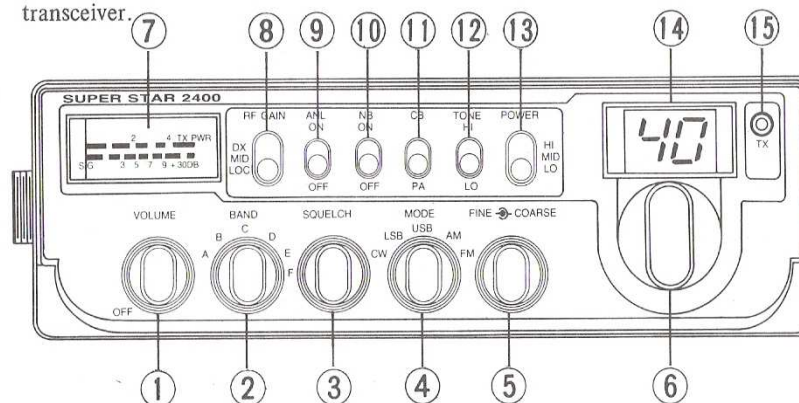 transceiver.
7 8 9 10 11 12 13 14 15
SUPER STAR 2400
RF GAIN ANL NB CB TONE POWER
ON ON HI
2 4 TX PWR
DX HI
MID MID
LOC LO
SIG 3 5 7 9 +30DB
OFF OFF PA LO
40
TX
VOLUME BAND SQUELCH MODE FINE COARSE
C USB
B D LSB AM
A E CW FM
F
OFF
1 2 3 4 5 6